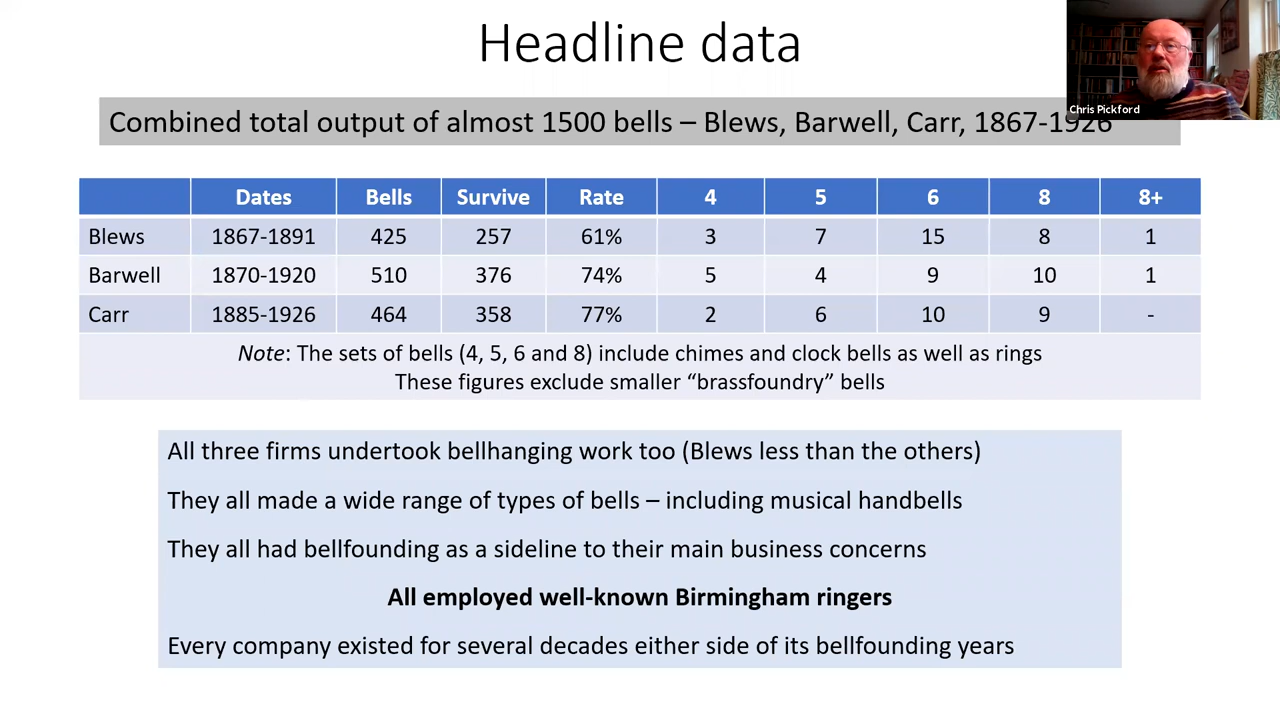 Headline data
Chris Pickford
Combined total output of almost 1500 bells – Blews, Barwell, Carr, 1867-1926
Dates Bells Survive Rate 4 5 6 8 8+
Blews 1867-1891 425 257 61% 3 7 15 8 1
Barwell 1870-1920 510 376 74% 5 4 9 10 1
Carr 1885-1926 464 358 77% 2 6 10 9 -
Note: The sets of bells (4, 5, 6 and 8) include chimes and clock bells as well as rings
These figures exclude smaller “brassfoundry” bells
All three firms undertook bellhanging work too (Blews less than the others)
They all made a wide range of types of bells – including musical handbells
They all had bellfounding as a sideline to their main business concerns
All employed well-known Birmingham ringers
Every company existed for several decades either side of its bellfounding years